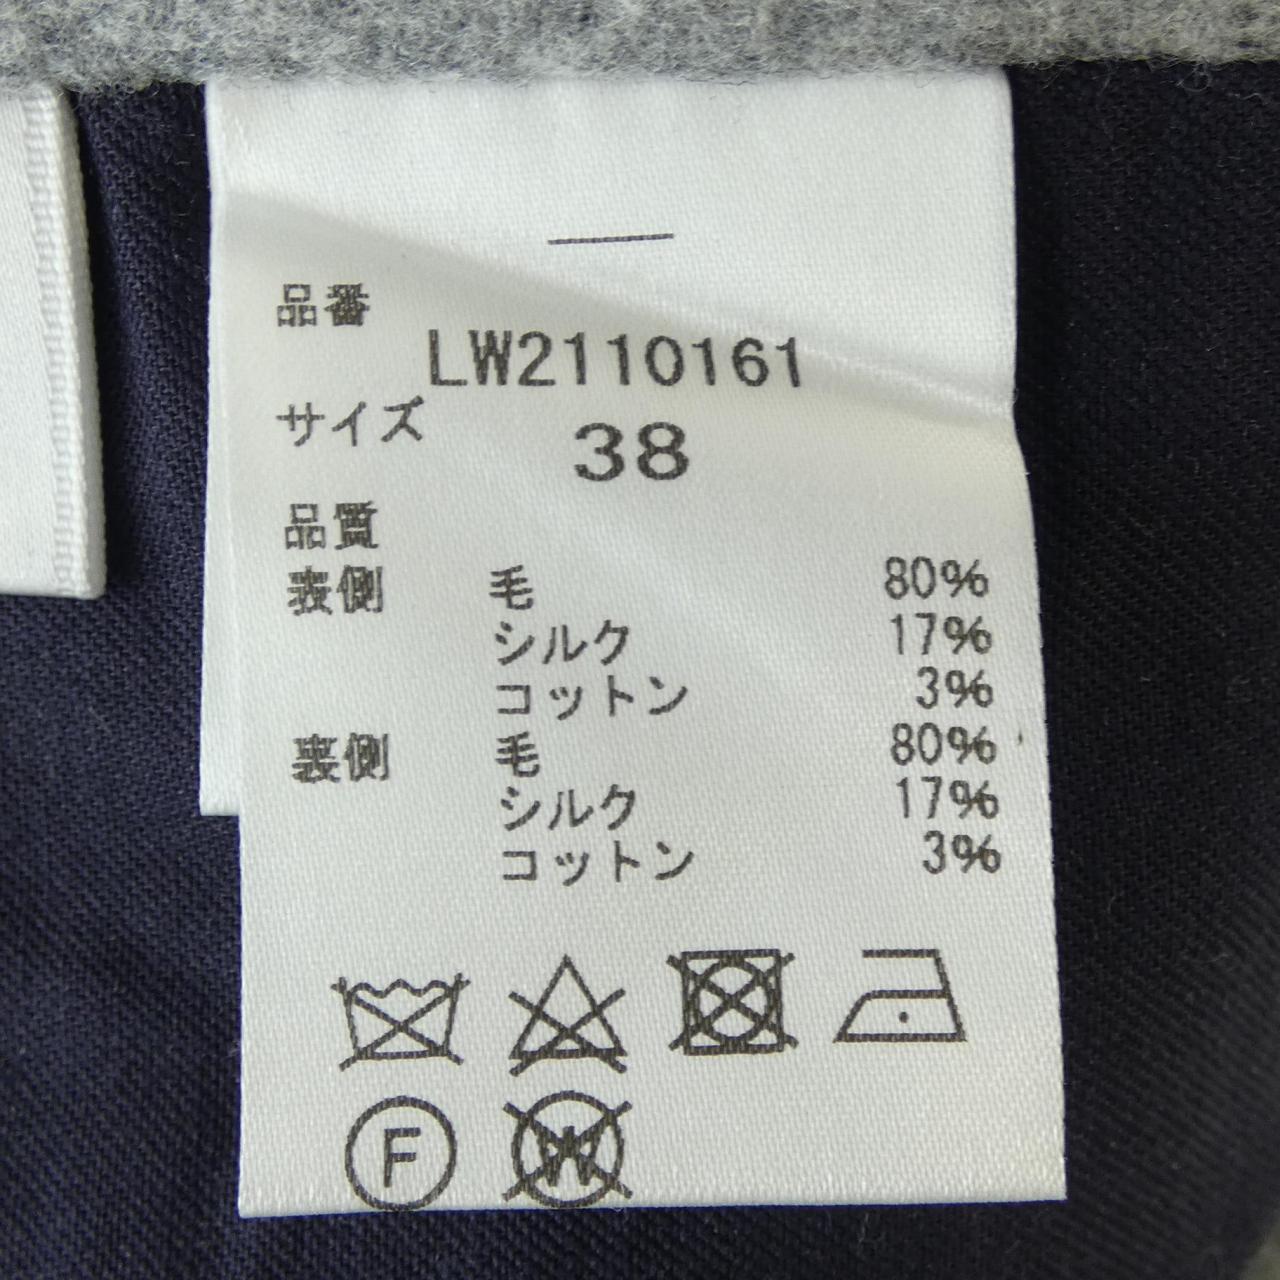 品番
LW2110161
サイズ 38
品質
表側 毛 80%
シルク 17%
コットン 3%
裏側 毛 80%
シルク 17%
コットン 3%
F W